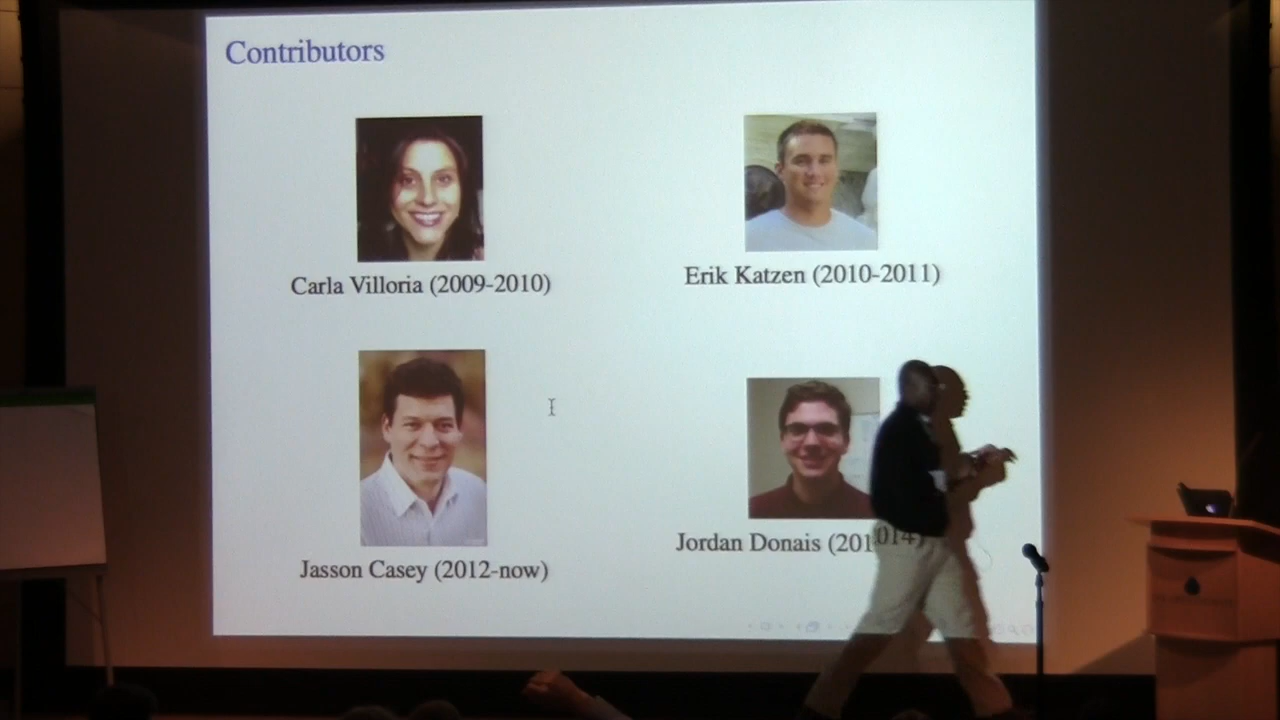 Contributors
Carla Villoria (2009-2010)
Erik Katzen (2010-2011)
Jasson Casey (2012-now)
Jordan Donais (201 014)